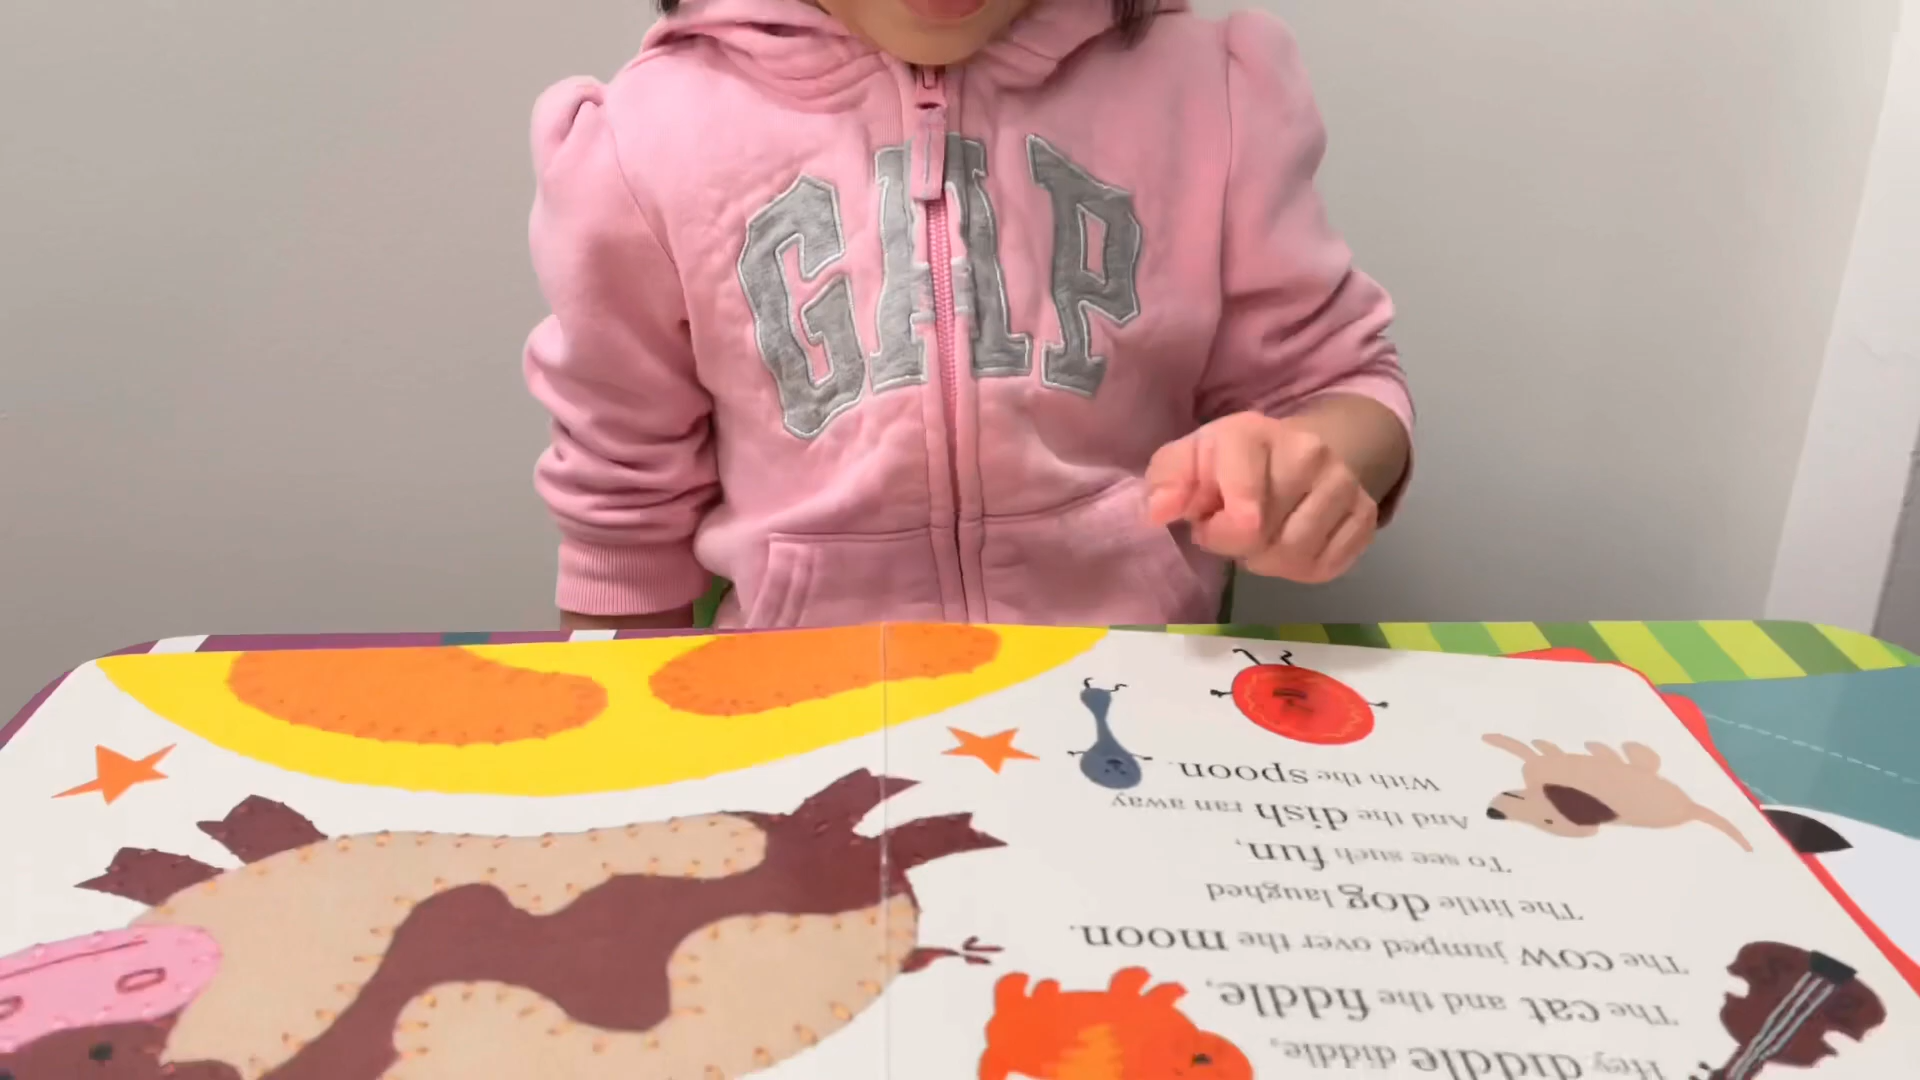 GAP
Hey diddle diddle,
The cat and the fiddle,
The cow jumped over the moon.
The little dog laughed
To see such fun,
And the dish ran away
With the spoon.